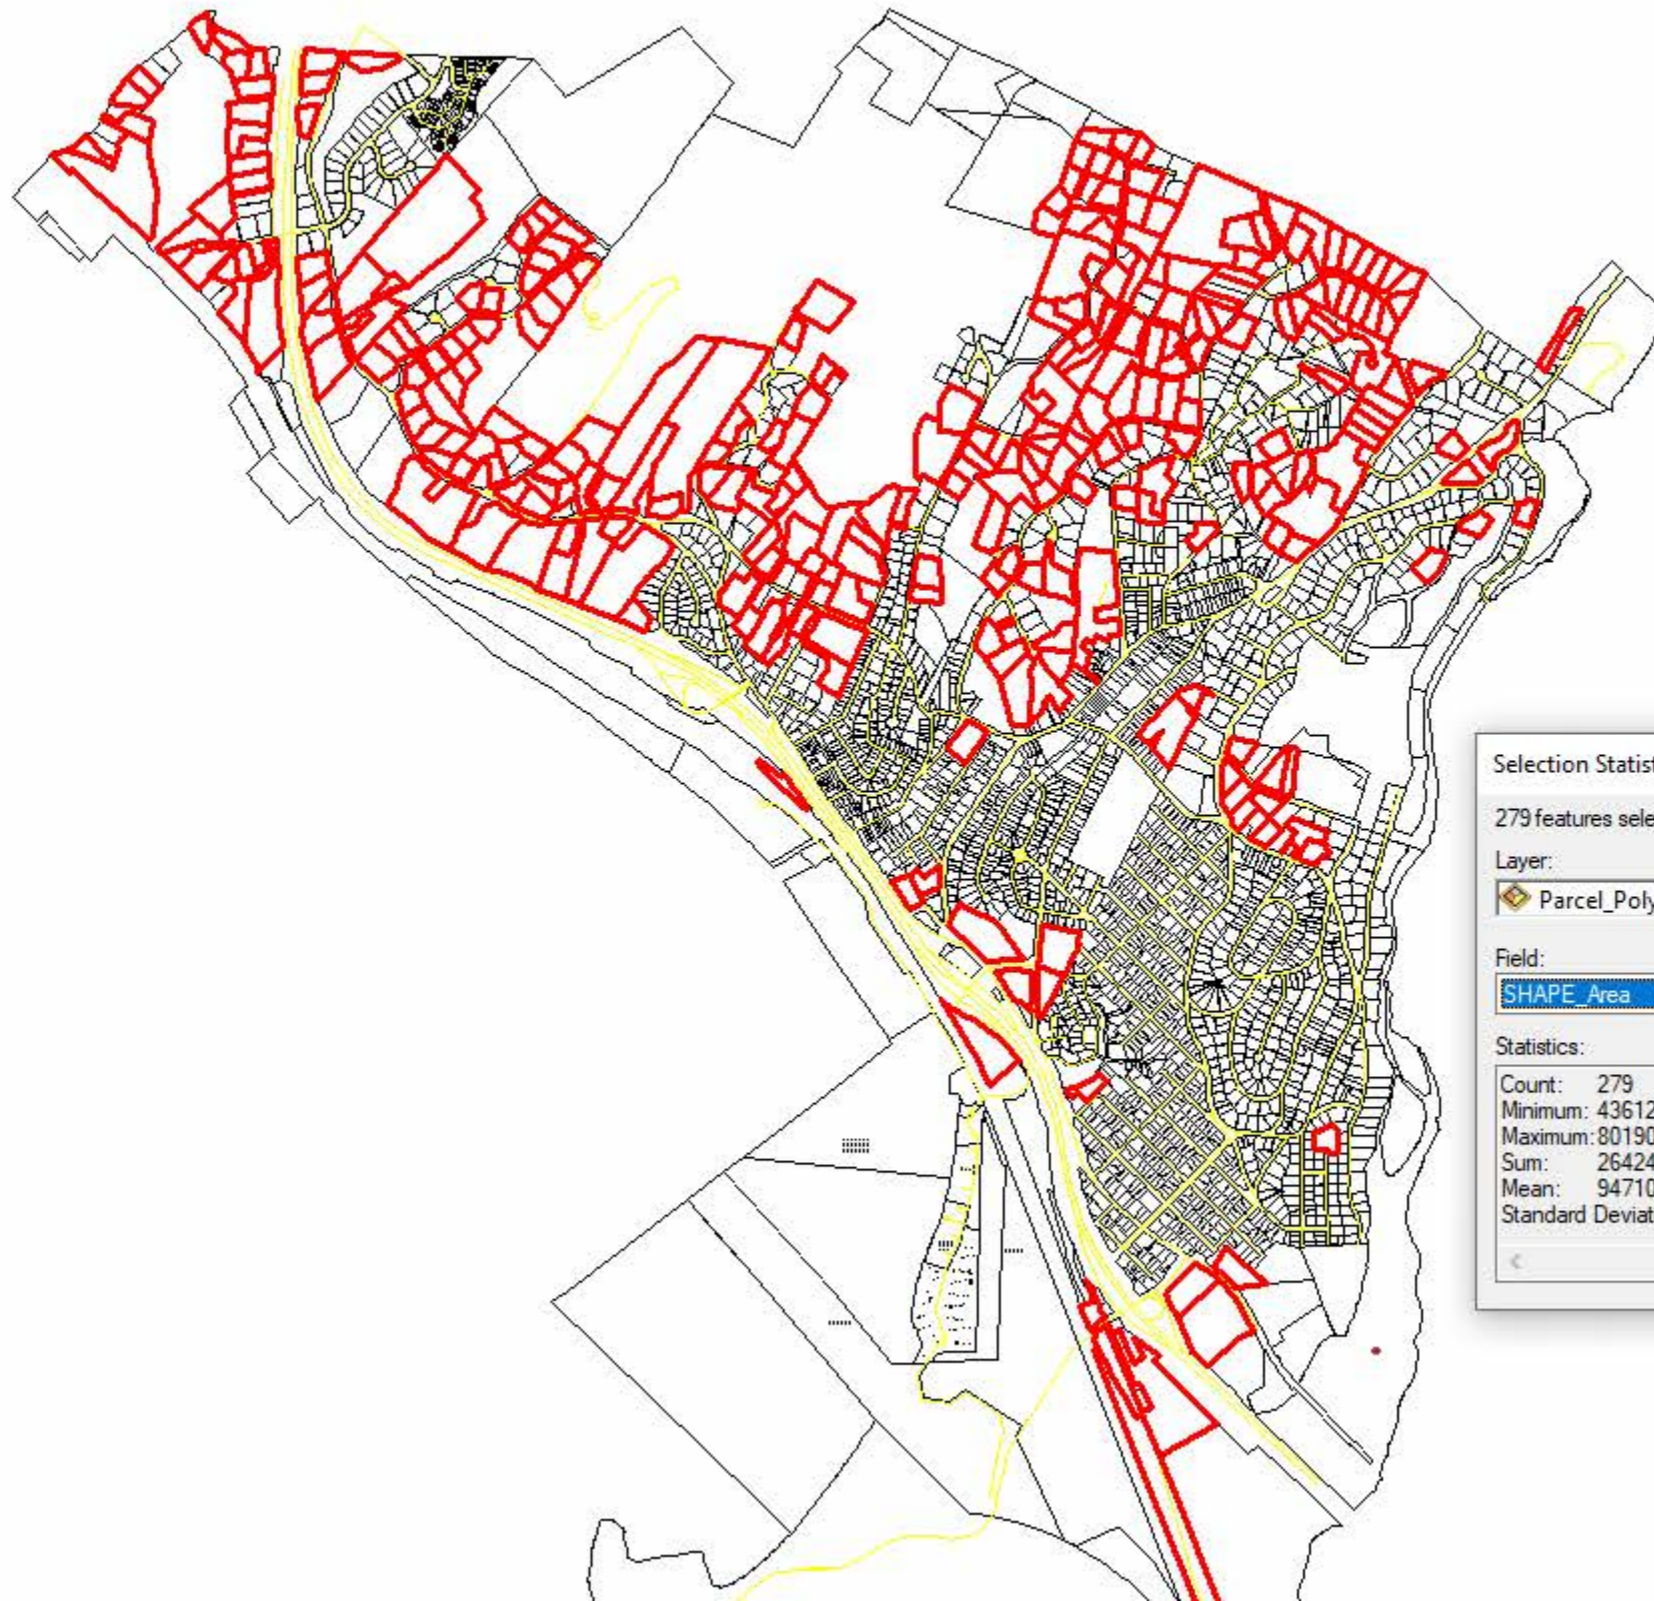 Selection Statist
279 features sele
Layer:
Parcel_Poly
Field:
SHAPE_Area
Statistics:
Count: 279
Minimum: 43612
Maximum: 80190
Sum: 26424
Mean: 94710
Standard Deviat